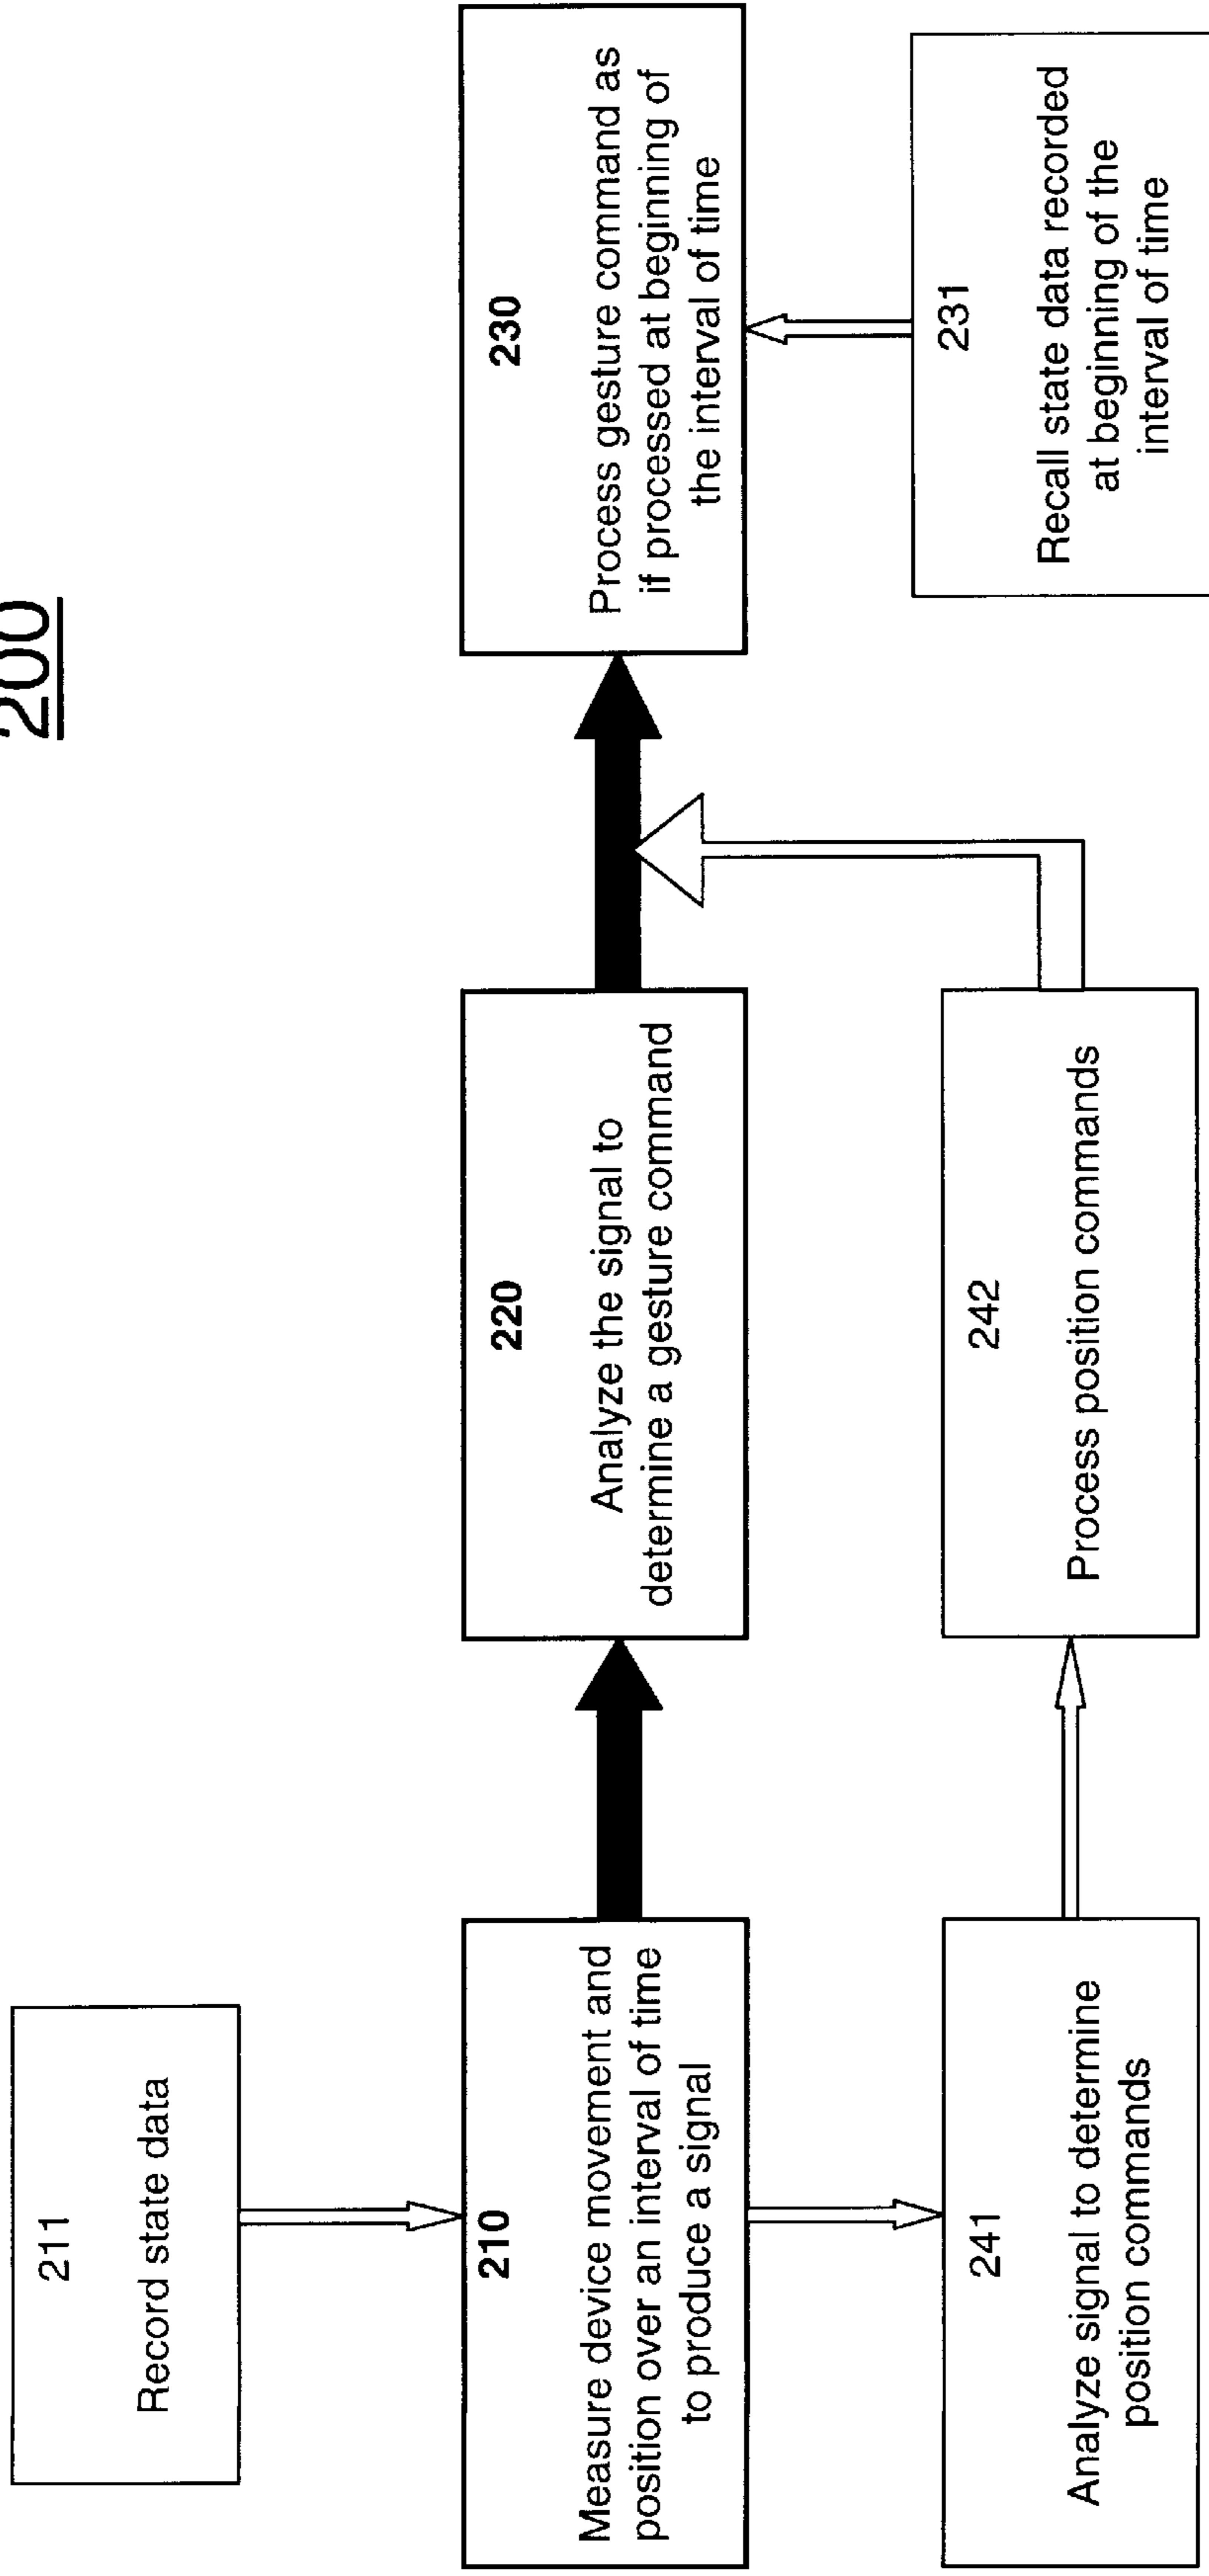 200
211
Record state data
210
Measure device movement and
position over an interval of time
to produce a signal
220
Analyze the signal to
determine a gesture command
230
Process gesture command as
if processed at beginning of
the interval of time
241
Analyze signal to determine
position commands
242
Process position commands
231
Recall state data recorded
at beginning of the
interval of time